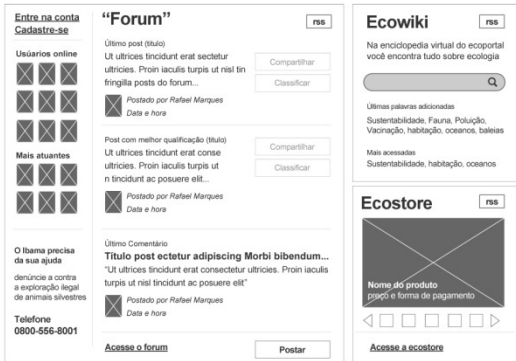 Entre na conta
Cadastre-se
Usuários online
Mais atuantes
O Ibama precisa
da sua ajuda
denúncie a contra
a exploração ilegal
de animais silvestres
Telefone
0800-556-8001
“Forum”
rss
Último post (titulo)
Ut ultrices tincidunt erat sectetur
ultricies. Proin iaculis turpis ut nisl tin
fringilla posts do forum...
Compartilhar
Classificar
Postado por Rafael Marques
Data e hora
Post com melhor qualificação (titulo)
Ut ultrices tincidunt erat conse
ultricies. Proin iaculis turpis ut
n tincidunt ac posuere elit...
Compartilhar
Classificar
Postado por Rafael Marques
Data e hora
Último Comentário
Titulo post ectetur adipiscing Morbi bibendum...
“Ut ultrices tincidunt erat consectetur ultricies. Proin iaculis
turpis ut nisl tincidunt ac posuere elit”
Postado por Rafael Marques
Data e hora
Acesse o forum
Postar
Ecowiki
rss
Na enciclopedia virtual do ecoportal
você encontra tudo sobre ecologia
Últimas palavras adicionadas
Sustentabilidade, Fauna, Poluição,
Vacinação, habitação, oceanos, baleias
Mais acessadas
Sustentabilidade, habitação, oceanos
Ecostore
rss
Nome do produto
preço e forma de pagamento
Acesse a ecostore